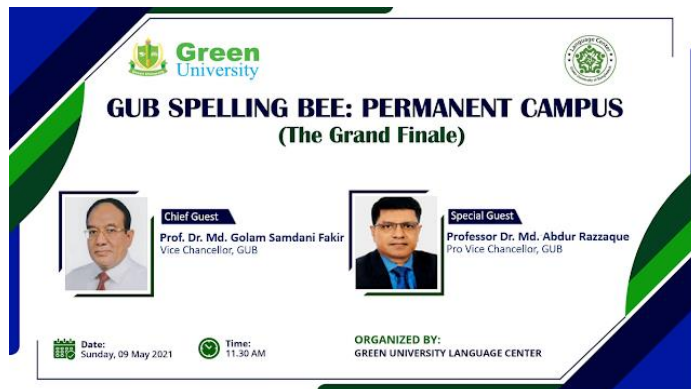 Green
University
Language Center
GUB SPELLING BEE: PERMANENT CAMPUS
(The Grand Finale)
Chief Guest
Prof. Dr. Md. Golam Samdani Fakir
Vice Chancellor, GUB
Special Guest
Professor Dr. Md. Abdur Razzaque
Pro Vice Chancellor, GUB
Date:
Sunday, 09 May 2021
Time:
11.30 AM
ORGANIZED BY:
GREEN UNIVERSITY LANGUAGE CENTER